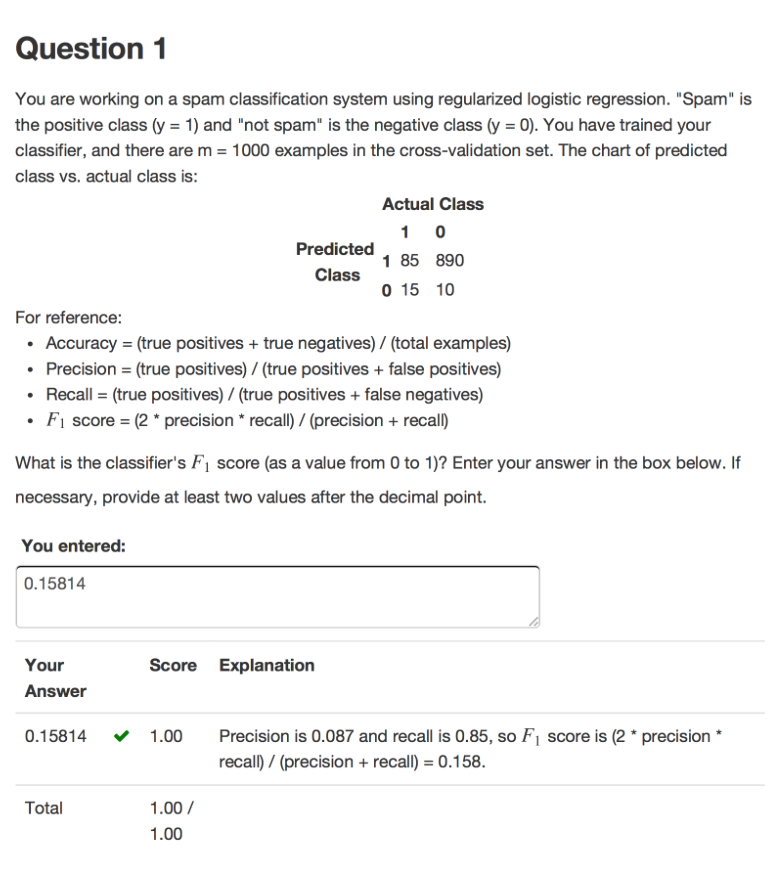 Question 1
You are working on a spam classification system using regularized logistic regression. "Spam" is
the positive class (y = 1) and "not spam" is the negative class (y = 0). You have trained your
classifier, and there are m = 1000 examples in the cross-validation set. The chart of predicted
class vs. actual class is:
Actual Class
1 0
Predicted
1 85 890
Class
0 15 10
For reference:
• Accuracy = (true positives + true negatives) / (total examples)
• Precision = (true positives) / (true positives + false positives)
• Recall = (true positives) / (true positives + false negatives)
• F₁ score = (2 * precision * recall) / (precision + recall)
What is the classifier's F₁ score (as a value from 0 to 1)? Enter your answer in the box below. If
necessary, provide at least two values after the decimal point.
You entered:
0.15814
Your Score Explanation
Answer
0.15814 ✔ 1.00 Precision is 0.087 and recall is 0.85, so F₁ score is (2 * precision *
recall) / (precision + recall) = 0.158.
Total 1.00 /
1.00